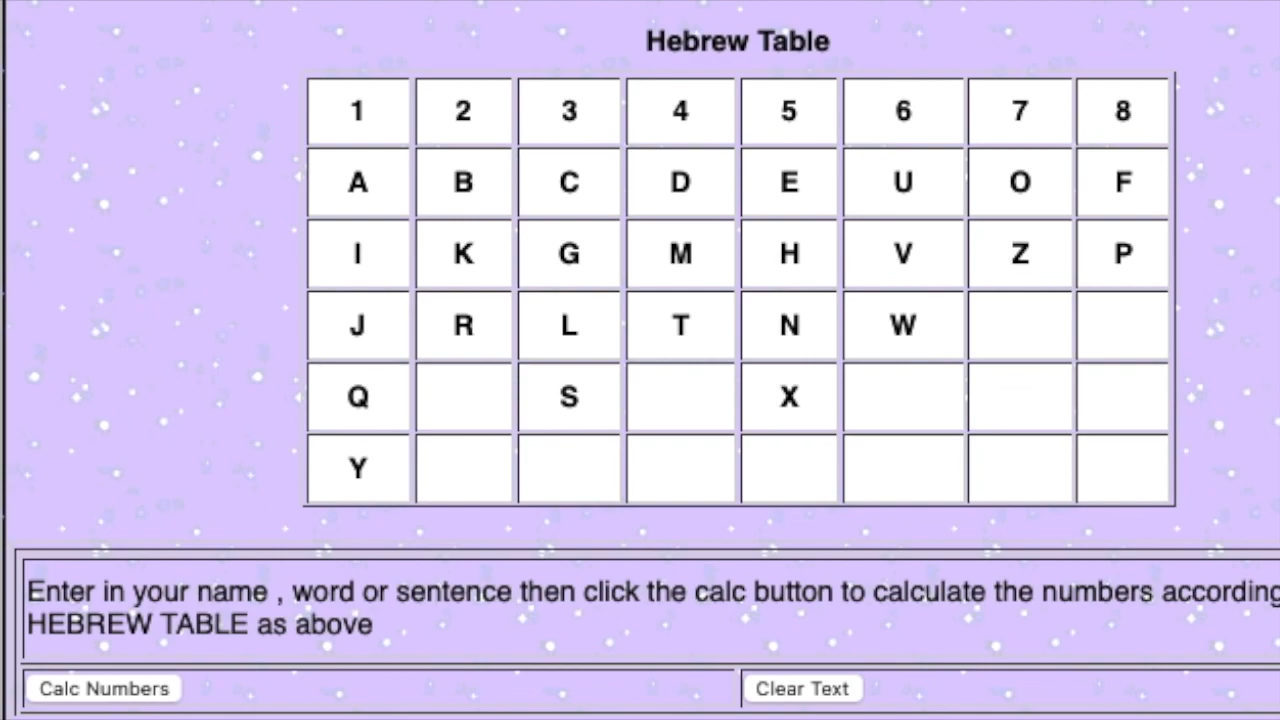 Hebrew Table
1 2 3 4 5 6 7 8
A B C D E U O F
I K G M H V Z P
J R L T N W
Q S X
Y
Enter in your name , word or sentence then click the calc button to calculate the numbers according
HEBREW TABLE as above
Calc Numbers Clear Text